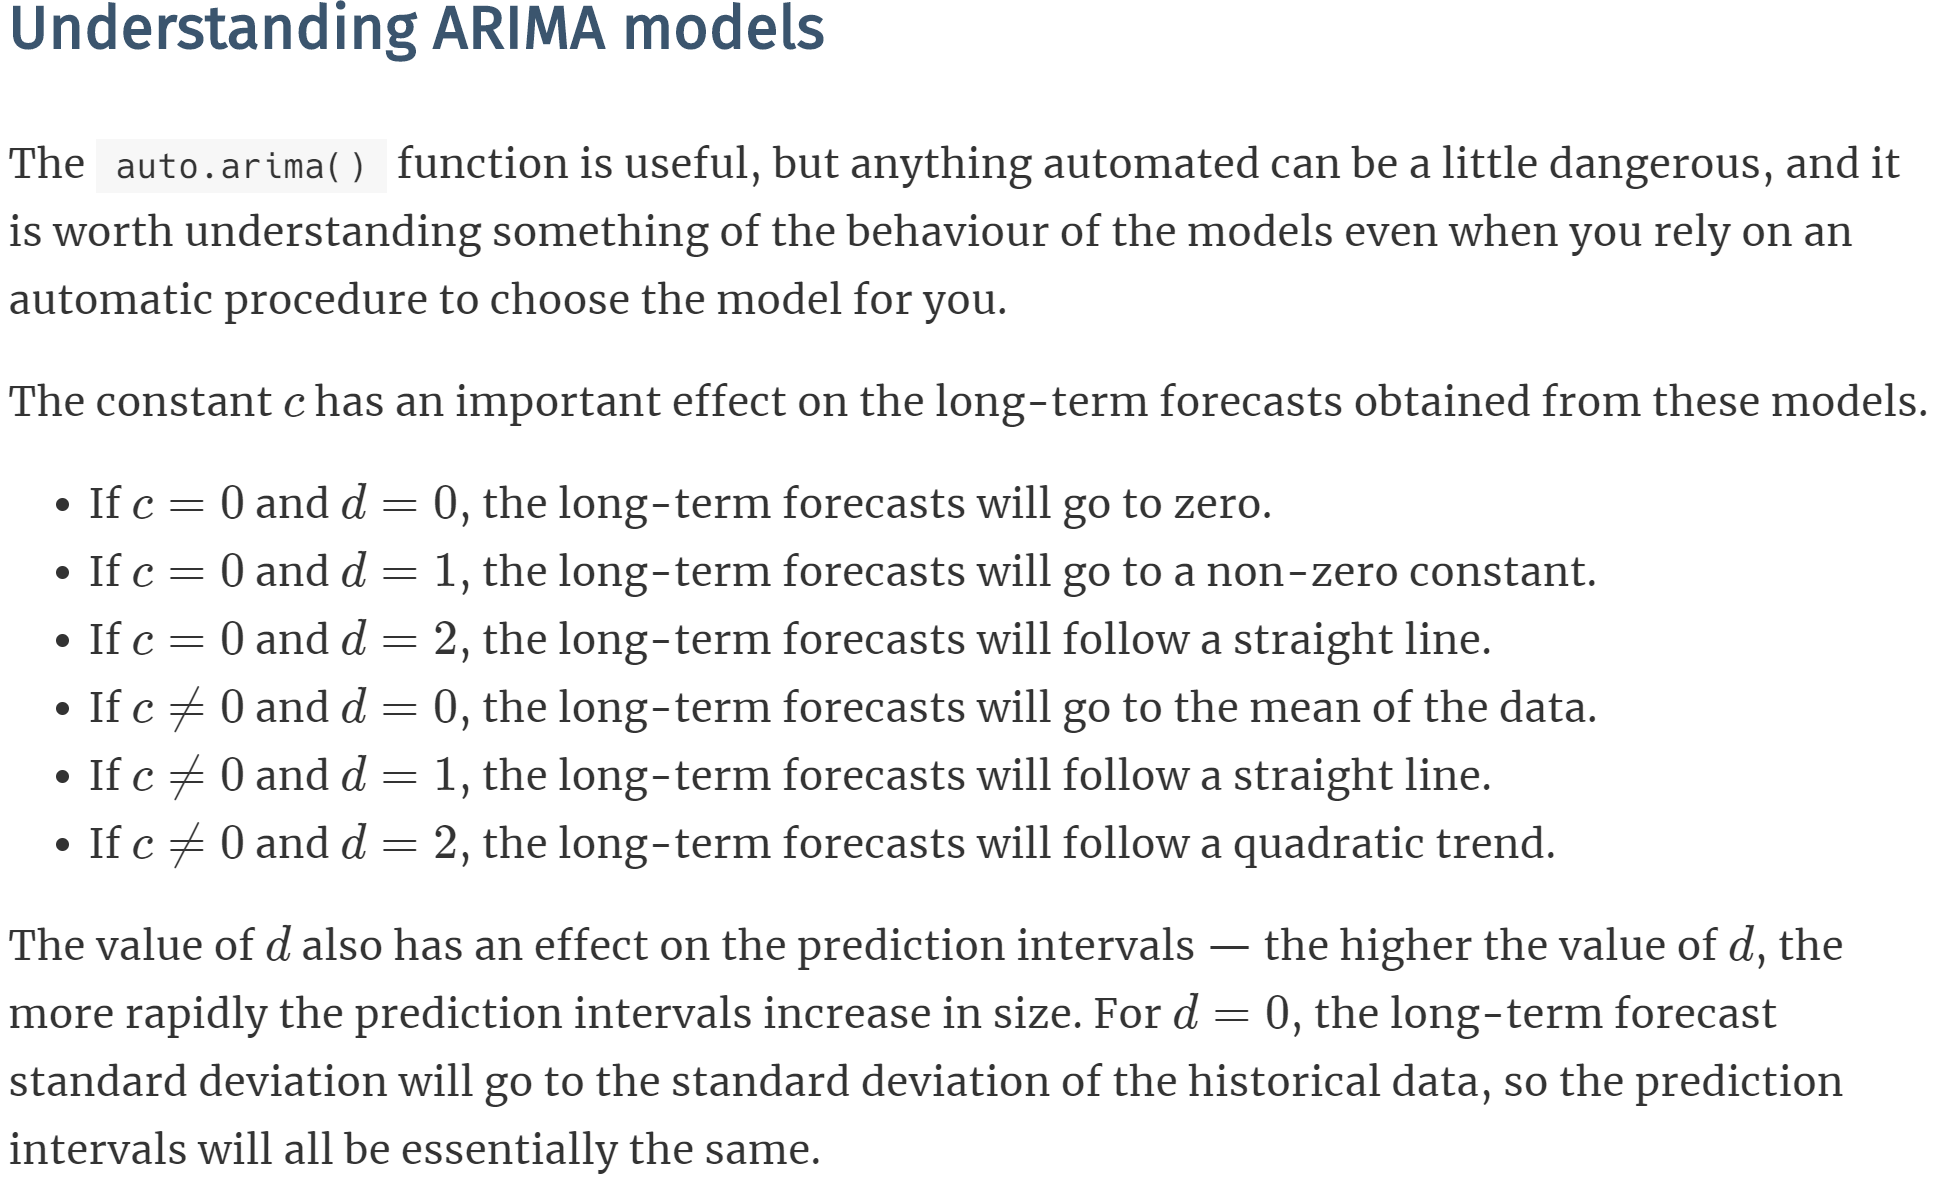 Understanding ARIMA models
The auto.arima() function is useful, but anything automated can be a little dangerous, and it
is worth understanding something of the behaviour of the models even when you rely on an
automatic procedure to choose the model for you.
The constant c has an important effect on the long-term forecasts obtained from these models.
• If c = 0 and d = 0, the long-term forecasts will go to zero.
• If c = 0 and d = 1, the long-term forecasts will go to a non-zero constant.
• If c = 0 and d = 2, the long-term forecasts will follow a straight line.
• If c ≠ 0 and d = 0, the long-term forecasts will go to the mean of the data.
• If c ≠ 0 and d = 1, the long-term forecasts will follow a straight line.
• If c ≠ 0 and d = 2, the long-term forecasts will follow a quadratic trend.
The value of d also has an effect on the prediction intervals — the higher the value of d, the
more rapidly the prediction intervals increase in size. For d = 0, the long-term forecast
standard deviation will go to the standard deviation of the historical data, so the prediction
intervals will all be essentially the same.